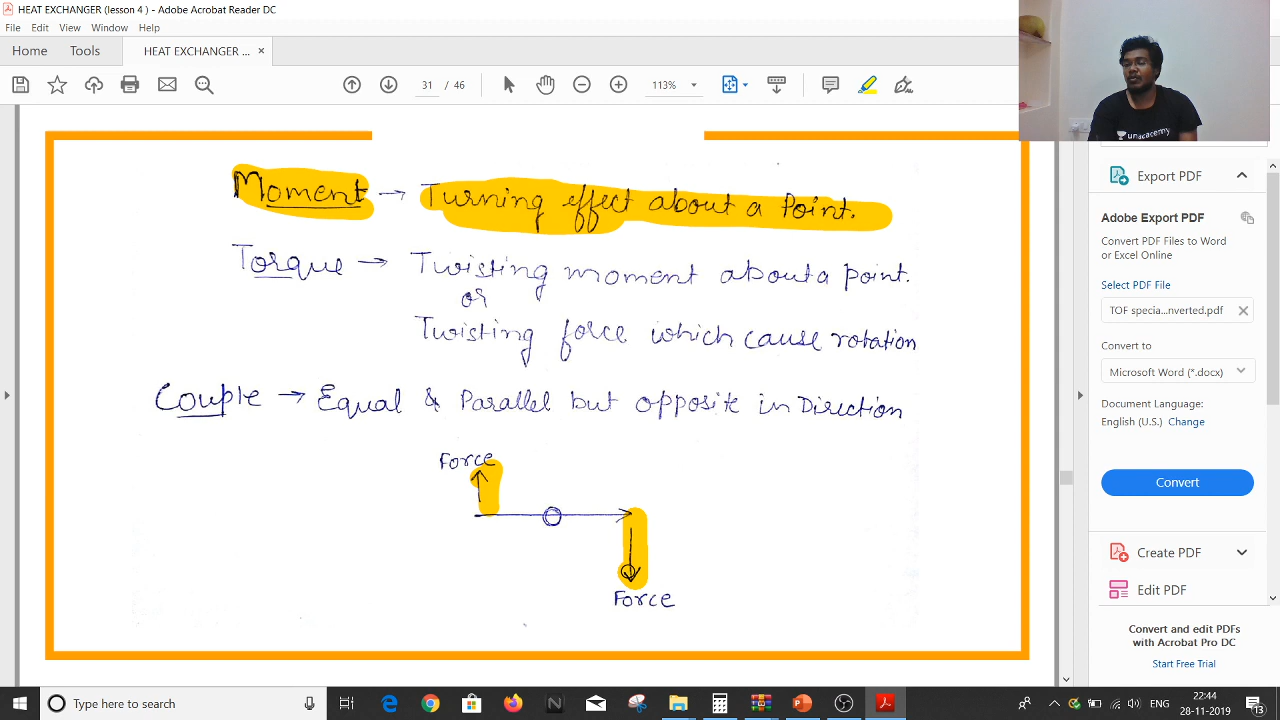 HEAT EXCHANGER (lesson 4 ) - Adobe Acrobat Reader DC
File Edit View Window Help
Home Tools HEAT EXCHANGER ... ×
31 / 46 113%
Moment → Turning effect about a Point.
Torque → Twisting moment about a point.
or
Twisting force which cause rotation
Couple → Equal & Parallel but opposite in Direction
Force
Force
unacademy
Export PDF
Adobe Export PDF
Convert PDF Files to Word
or Excel Online
Select PDF File
TOF specia...nverted.pdf
Convert to
Microsoft Word (*.docx)
Document Language:
English (U.S.) Change
Convert
Create PDF
Edit PDF
Convert and edit PDFs
with Acrobat Pro DC
Start Free Trial
Type here to search
22:44
28-11-2019